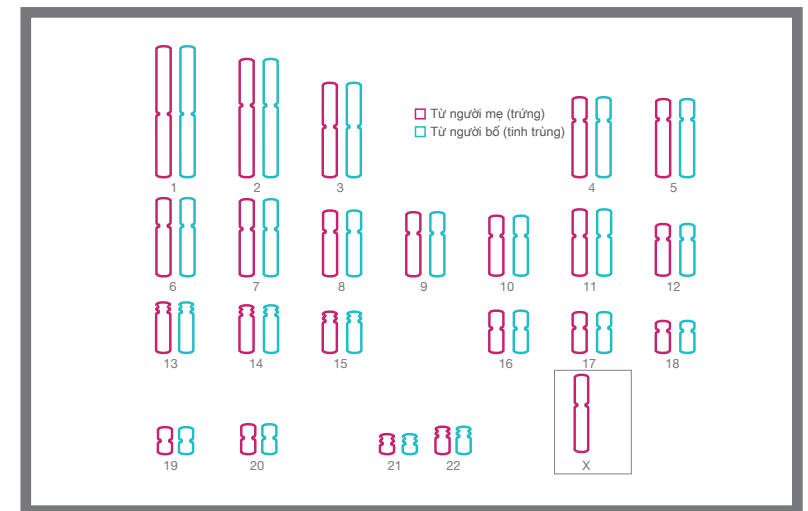 Từ người mẹ (trứng)
Từ người bố (tinh trùng)
1 2 3 4 5
6 7 8 9 10 11 12
13 14 15 16 17 18
19 20 21 22 X